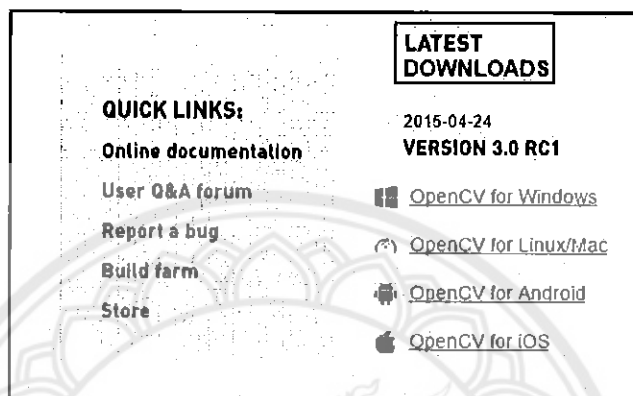 QUICK LINKS:
Online documentation
User Q&A forum
Report a bug
Build farm
Store
LATEST
DOWNLOADS
2015-04-24
VERSION 3.0 RC1
OpenCV for Windows
OpenCV for Linux/Mac
OpenCV for Android
OpenCV for iOS